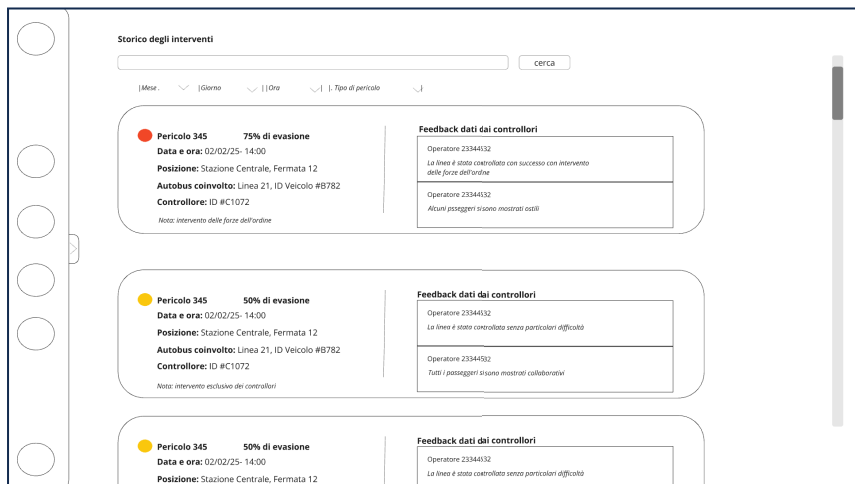 Storico degli interventi
cerca
|Mese . |Giorno ||Ora | |. Tipo di pericolo )
Pericolo 345 75% di evasione
Data e ora: 02/02/25- 14:00
Posizione: Stazione Centrale, Fermata 12
Autobus coinvolto: Linea 21, ID Veicolo #B782
Controllore: ID #C1072
Nota: intervento delle forze dell'ordine
Feedback dati dai controllori
Operatore 23344532
La linea è stata controllata con successo con intervento
delle forze dell'ordine
Operatore 23344532
Alcuni psseggeri si sono mostrati ostili
Pericolo 345 50% di evasione
Data e ora: 02/02/25- 14:00
Posizione: Stazione Centrale, Fermata 12
Autobus coinvolto: Linea 21, ID Veicolo #B782
Controllore: ID #C1072
Nota: intervento esclusivo dei controllori
Feedback dati dai controllori
Operatore 23344532
La linea è stata controllata senza particolari difficoltà
Operatore 23344532
Tutti i passeggeri si sono mostrati collaborativi
Pericolo 345 50% di evasione
Data e ora: 02/02/25- 14:00
Posizione: Stazione Centrale, Fermata 12
Feedback dati dai controllori
Operatore 23344532
La linea è stata controllata senza particolari difficoltà